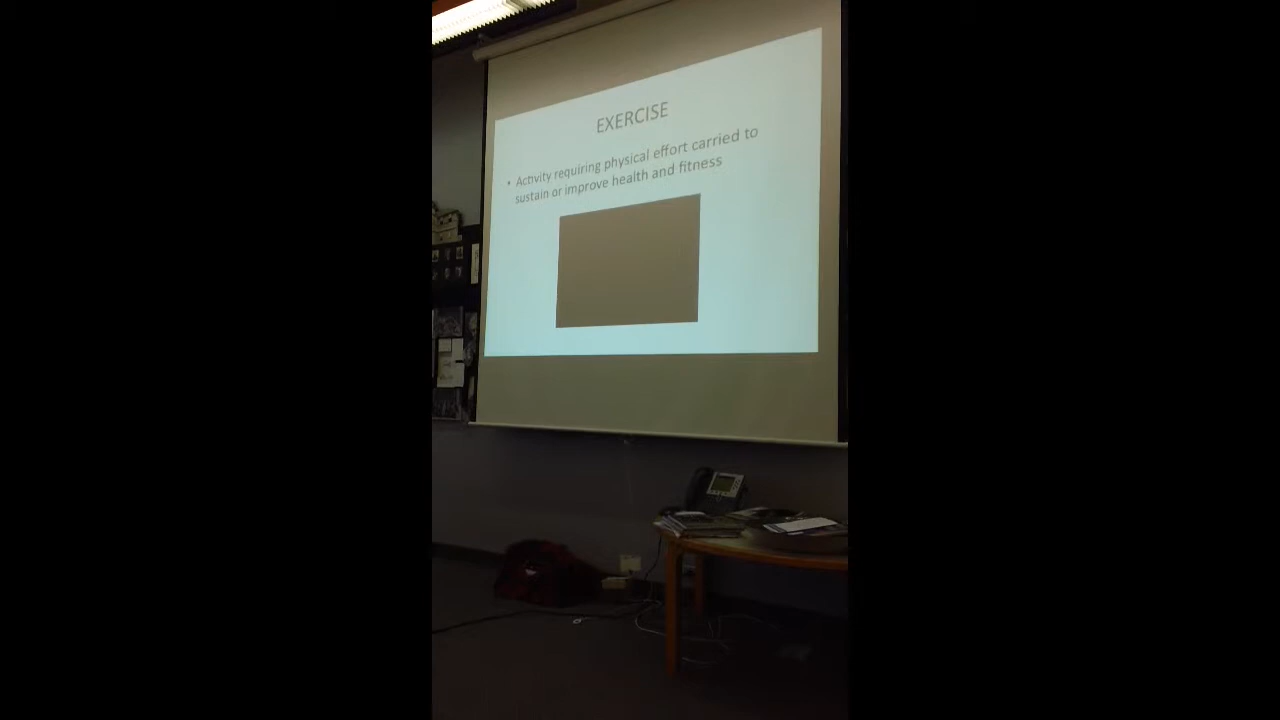 EXERCISE
• Activity requiring physical effort carried to
sustain or improve health and fitness